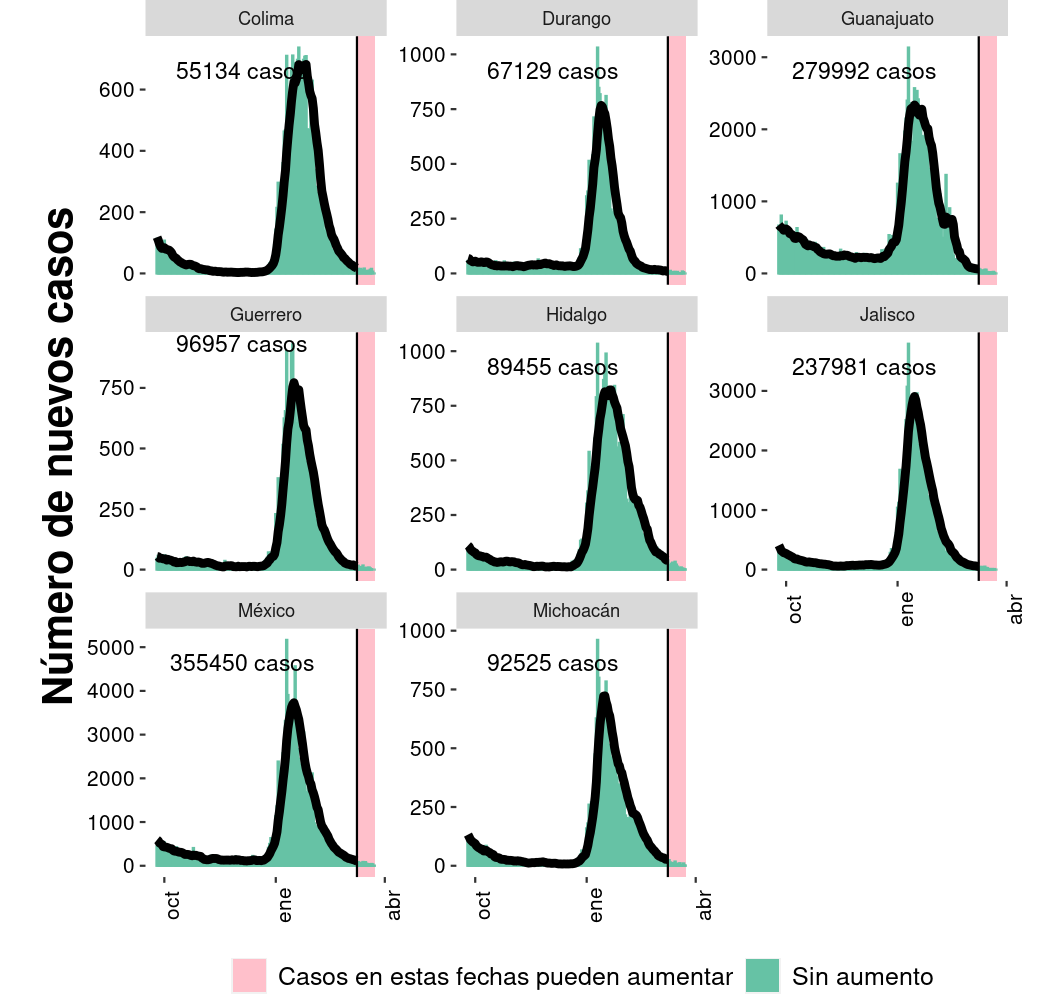 Número de nuevos casos
Colima
55134 casos
600
400
200
0
Durango
67129 casos
1000
750
500
250
0
Guanajuato
279992 casos
3000
2000
1000
0
Guerrero
96957 casos
750
500
250
0
Hidalgo
89455 casos
1000
750
500
250
0
Jalisco
237981 casos
3000
2000
1000
0
oct
ene
abr
México
355450 casos
5000
4000
3000
2000
1000
0
oct
ene
abr
Michoacán
92525 casos
1000
750
500
250
0
oct
ene
abr
Casos en estas fechas pueden aumentar
Sin aumento